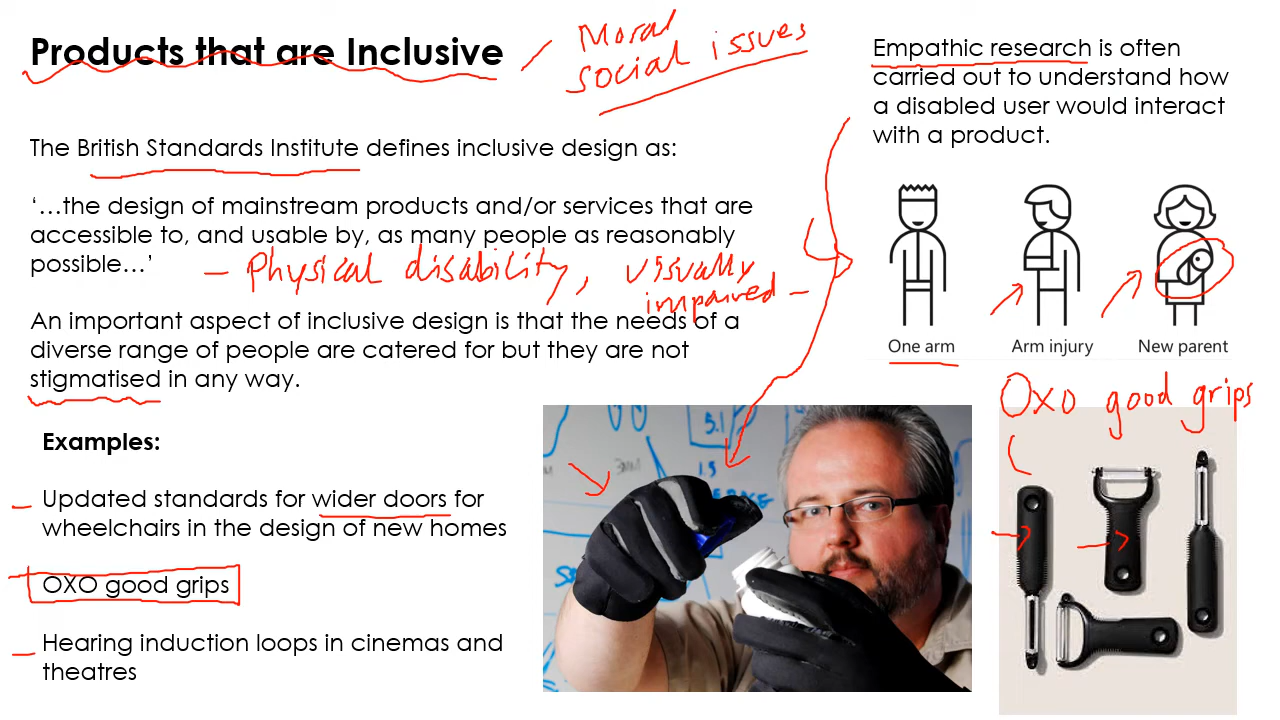 Products that are Inclusive
Moral
social issues
The British Standards Institute defines inclusive design as:
‘…the design of mainstream products and/or services that are
accessible to, and usable by, as many people as reasonably
possible…’
– Physical disability, visually
impaired –
An important aspect of inclusive design is that the needs of a
diverse range of people are catered for but they are not
stigmatised in any way.
Examples:
Updated standards for wider doors for
wheelchairs in the design of new homes
OXO good grips
Hearing induction loops in cinemas and
theatres
Empathic research is often
carried out to understand how
a disabled user would interact
with a product.
One arm
Arm injury
New parent
Oxo good grips
5.1
1.5